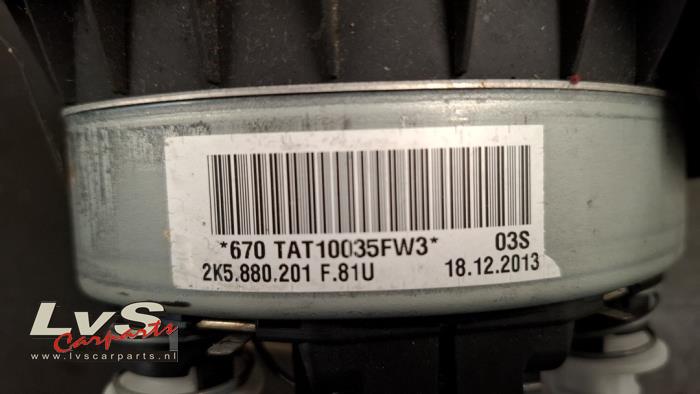 *670 TAT10035FW3* 03S
2K5.880.201 F.81U 18.12.2013
LvS
Carparts
www.lvscarparts.nl